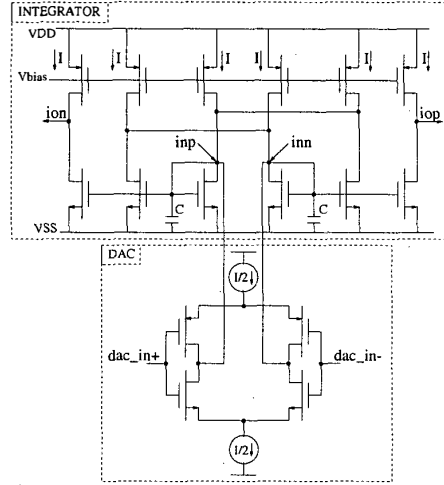 INTEGRATOR
VDD
I I I I I I
Vbias
ion
iop
inp
inn
C
C
VSS
DAC
I/2
dac_in+
dac_in-
I/2